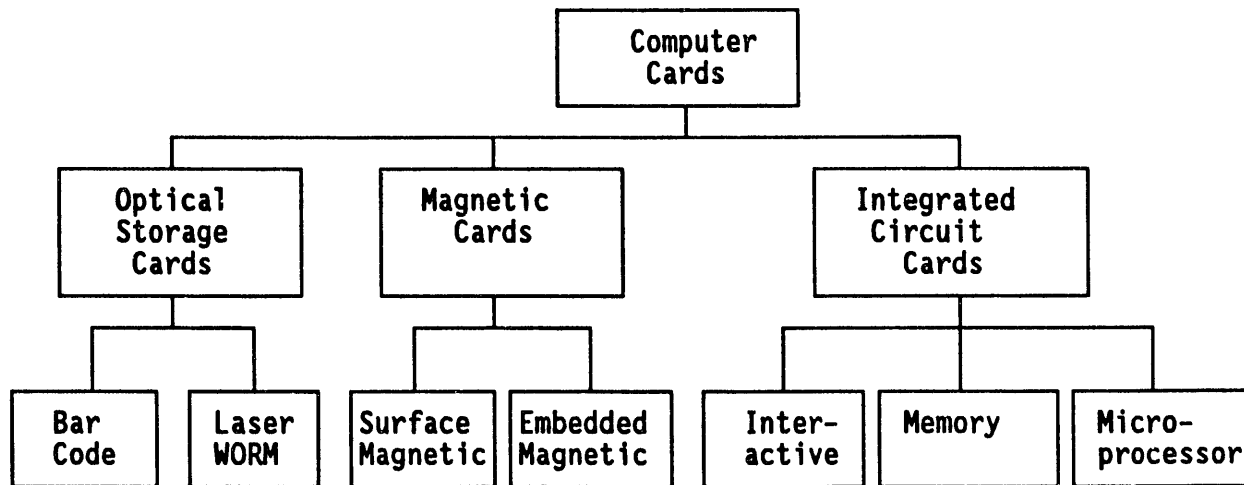 Computer
Cards
Optical
Storage
Cards
Magnetic
Cards
Integrated
Circuit
Cards
Bar
Code
Laser
WORM
Surface
Magnetic
Embedded
Magnetic
Inter-
active
Memory
Micro-
processor